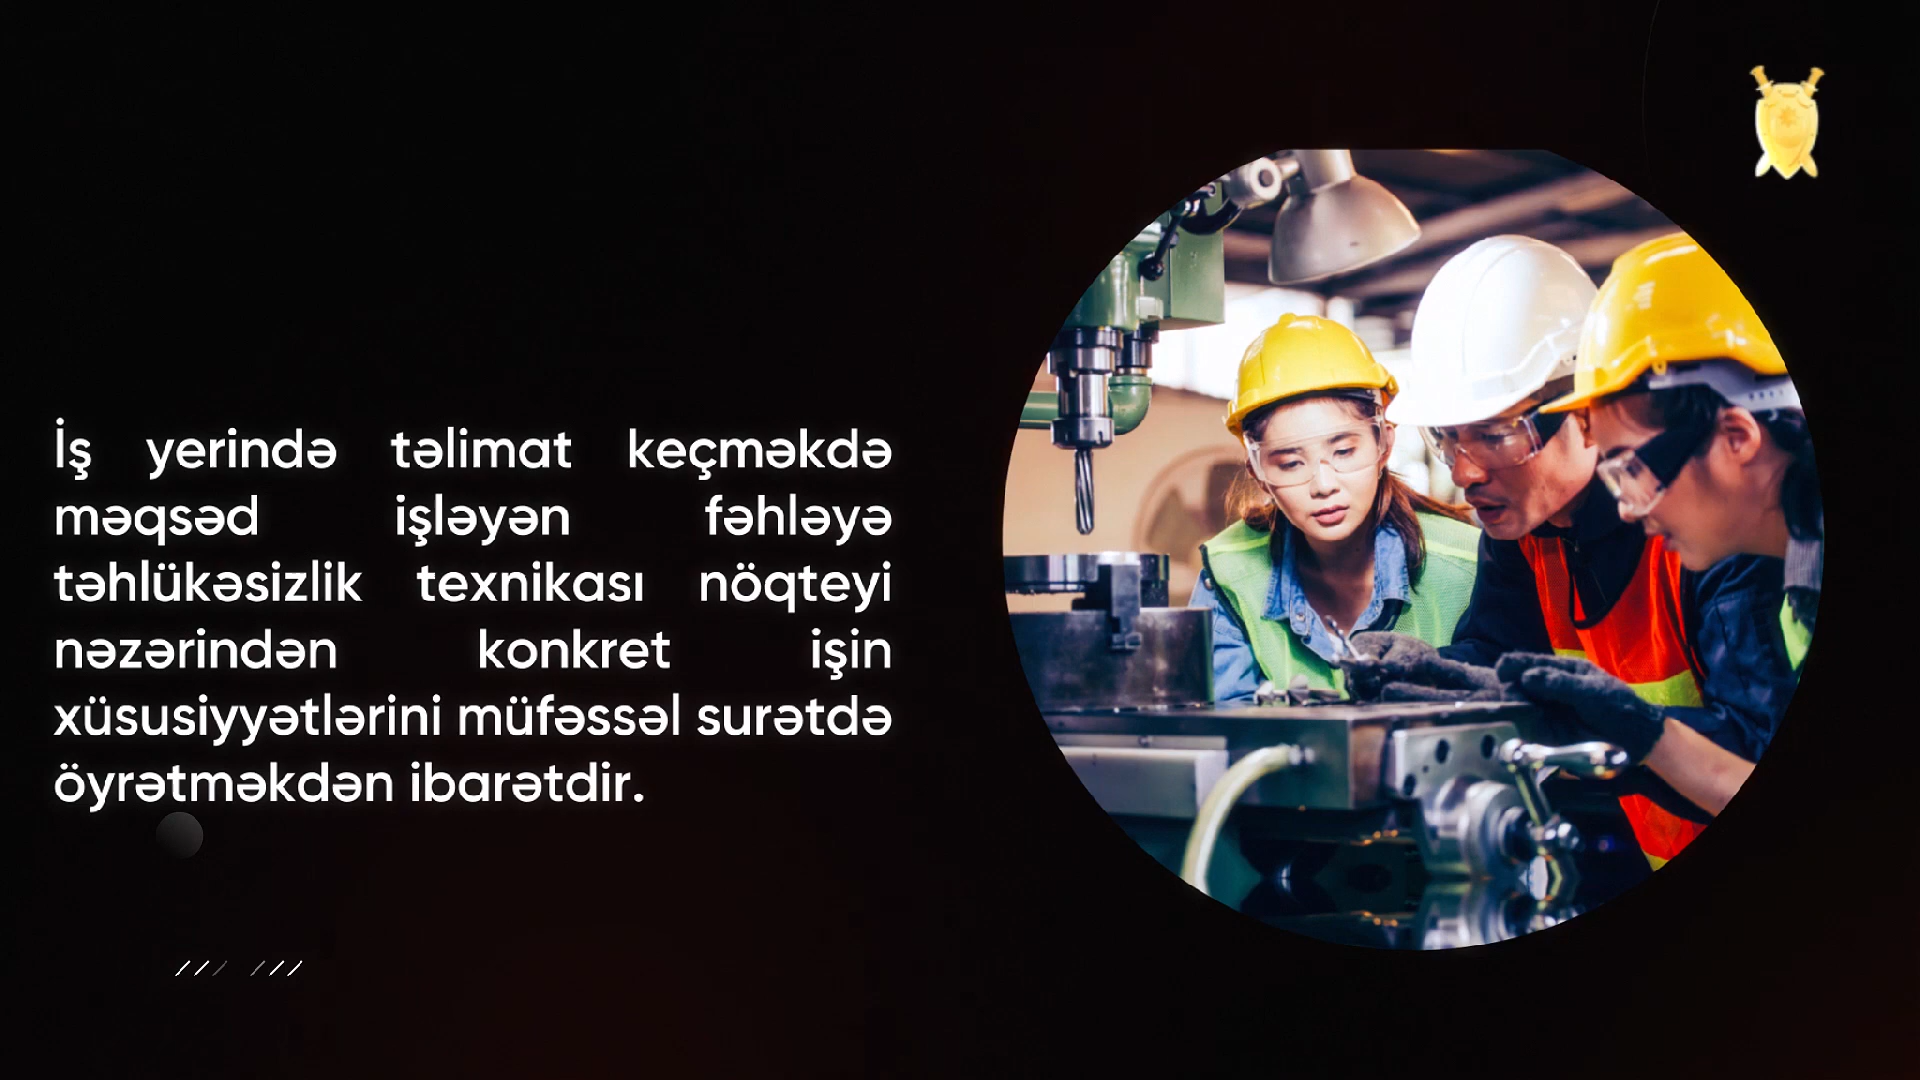 İş yerində təlimat keçməkdə
məqsəd işləyən fəhləyə
təhlükəsizlik texnikası nöqteyi
nəzərindən konkret işin
xüsusiyyətlərini müfəssəl surətdə
öyrətməkdən ibarətdir.